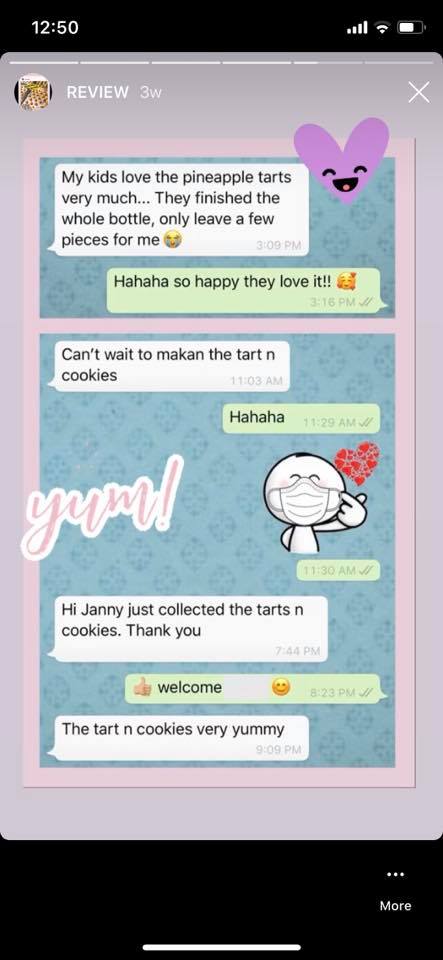 12:50
REVIEW 3w
My kids love the pineapple tarts
very much... They finished the
whole bottle, only leave a few
pieces for me 😭
3:09 PM
Hahaha so happy they love it!! 🥰
3:16 PM
Can't wait to makan the tart n
cookies
11:03 AM
Hahaha
11:29 AM
yum!
11:30 AM
Hi Janny just collected the tarts n
cookies. Thank you
7:44 PM
👍🏼 welcome 😊
8:23 PM
The tart n cookies very yummy
9:09 PM
More